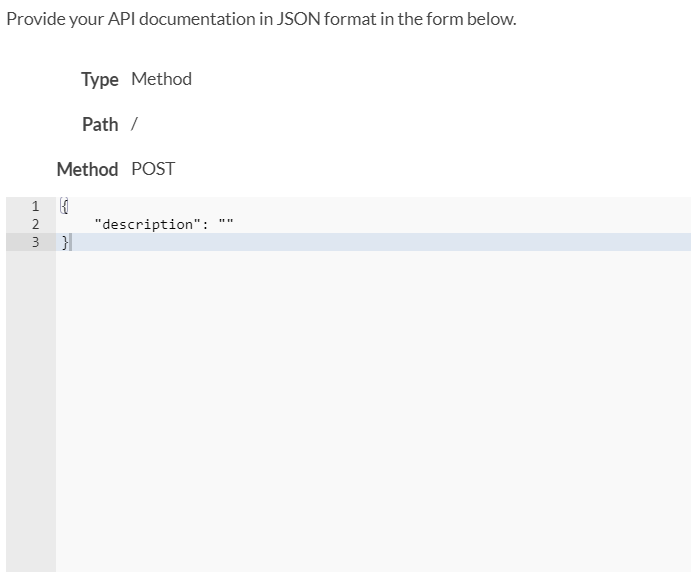 Provide your API documentation in JSON format in the form below.
Type Method
Path /
Method POST
1 {
2 "description": ""
3 }